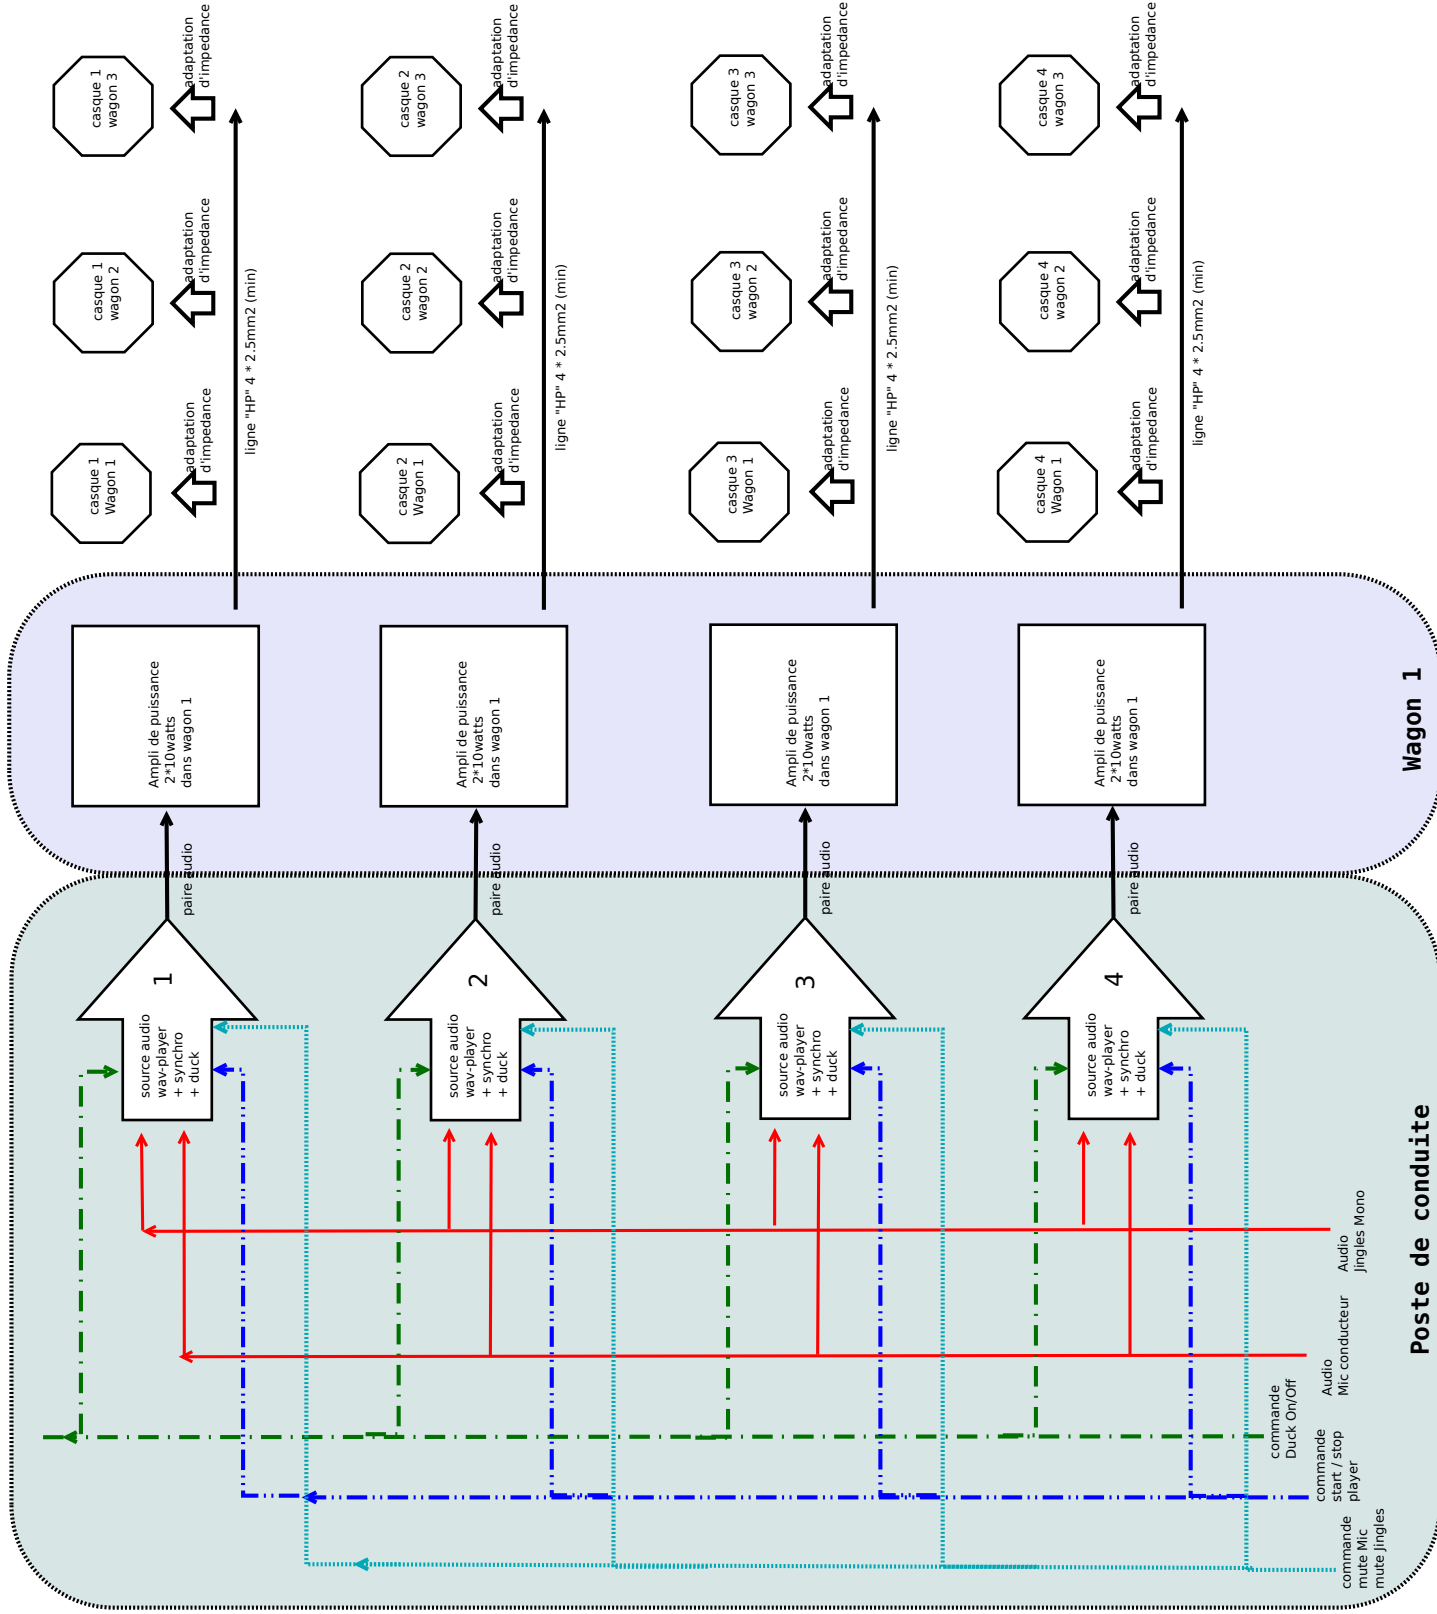 casque 1
wagon 3
adaptation
d'impedance
casque 2
wagon 3
adaptation
d'impedance
casque 3
wagon 3
adaptation
d'impedance
casque 4
wagon 3
adaptation
d'impedance
casque 1
wagon 2
adaptation
d'impedance
casque 2
wagon 2
adaptation
d'impedance
casque 3
wagon 2
adaptation
d'impedance
casque 4
wagon 2
adaptation
d'impedance
casque 1
Wagon 1
adaptation
d'impedance
casque 2
Wagon 1
adaptation
d'impedance
casque 3
Wagon 1
adaptation
d'impedance
casque 4
Wagon 1
adaptation
d'impedance
ligne "HP" 4 * 2.5mm2 (min)
ligne "HP" 4 * 2.5mm2 (min)
ligne "HP" 4 * 2.5mm2 (min)
ligne "HP" 4 * 2.5mm2 (min)
Ampli de puissance
2*10watts
dans wagon 1
Ampli de puissance
2*10watts
dans wagon 1
Ampli de puissance
2*10watts
dans wagon 1
Ampli de puissance
2*10watts
dans wagon 1
Wagon 1
paire audio
paire audio
paire audio
paire audio
1
source audio
wav-player
+ synchro
+ duck
2
source audio
wav-player
+ synchro
+ duck
3
source audio
wav-player
+ synchro
+ duck
4
source audio
wav-player
+ synchro
+ duck
Audio
Jingles Mono
Audio
Mic conducteur
commande
Duck On/Off
commande
start / stop
player
commande
mute Mic
mute Jingles
Poste de conduite